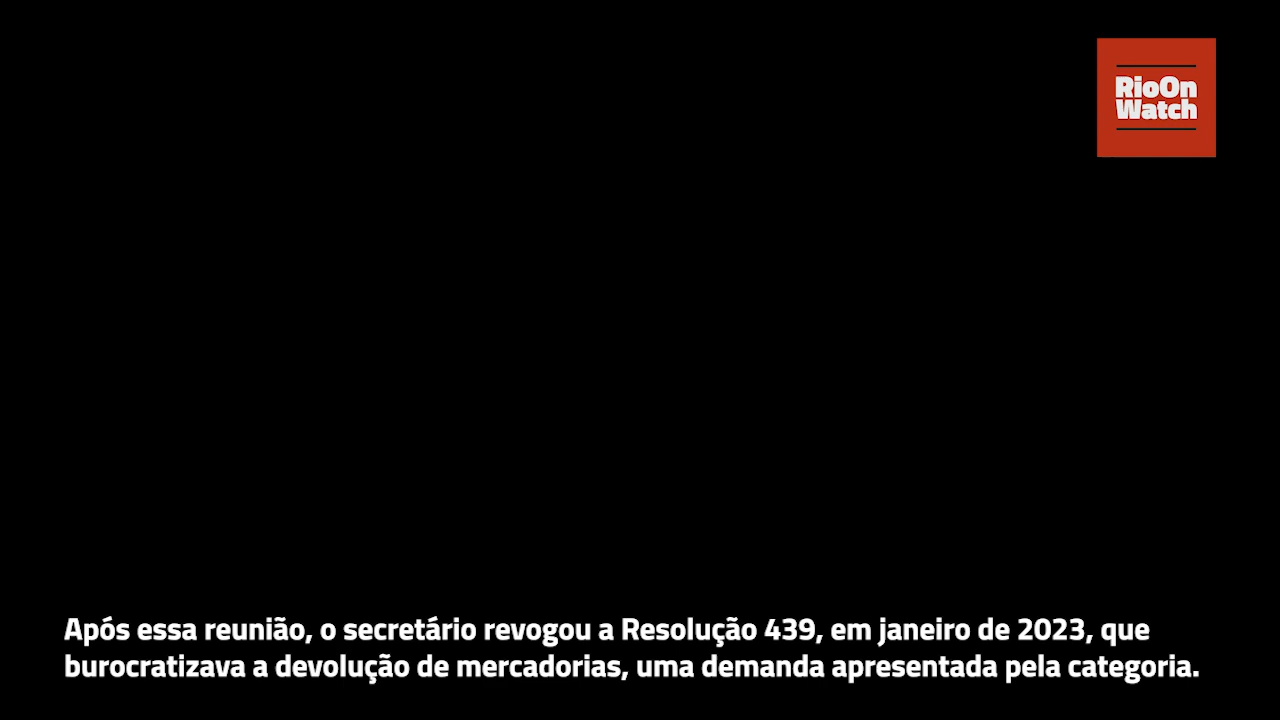 RioOn
Watch
Após essa reunião, o secretário revogou a Resolução 439, em janeiro de 2023, que
burocratizava a devolução de mercadorias, uma demanda apresentada pela categoria.